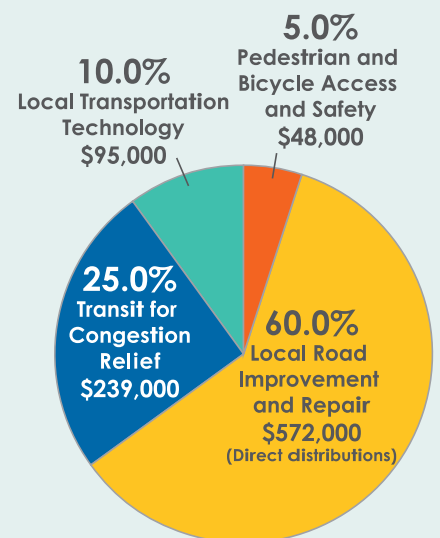 5.0%
Pedestrian and
Bicycle Access
and Safety
$48,000
10.0%
Local Transportation
Technology
$95,000
25.0%
Transit for
Congestion
Relief
$239,000
60.0%
Local Road
Improvement
and Repair
$572,000
(Direct distributions)